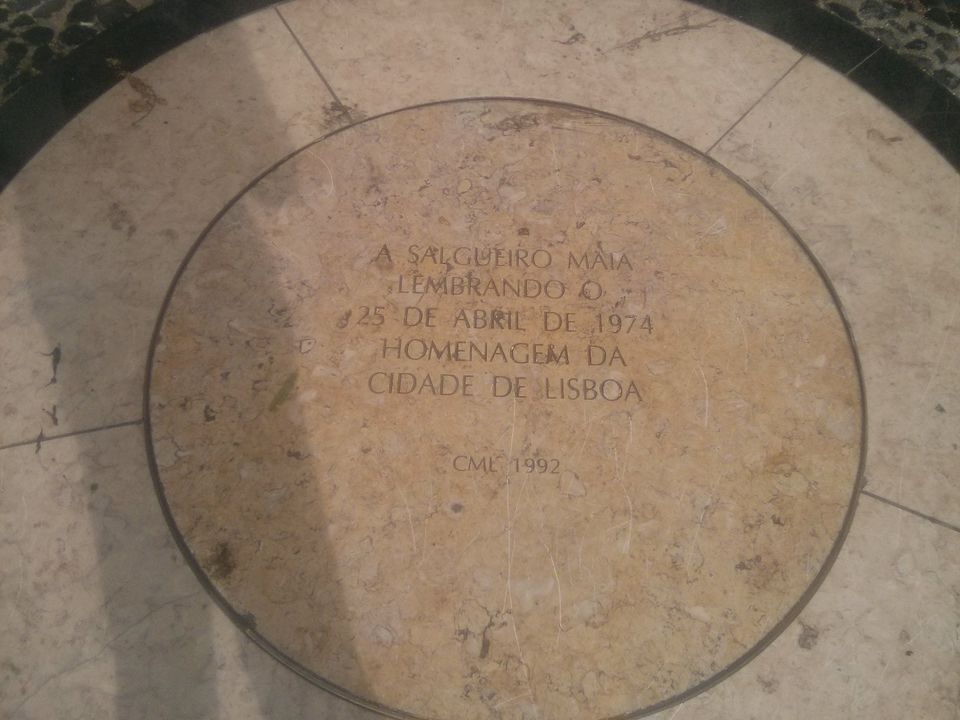 A SALGUEIRO MAIA
LEMBRANDO O
25 DE ABRIL DE 1974
HOMENAGEM DA
CIDADE DE LISBOA
CML 1992